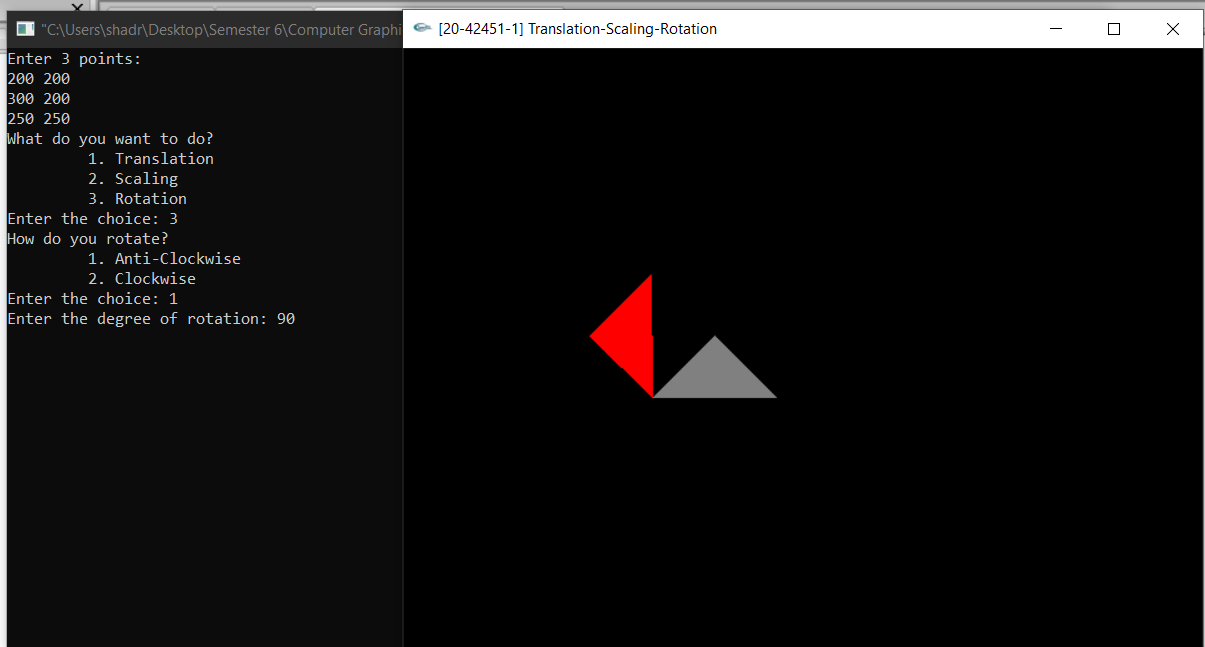 "C:\Users\shadr\Desktop\Semester 6\Computer Graphi
[20-42451-1] Translation-Scaling-Rotation
Enter 3 points:
200 200
300 200
250 250
What do you want to do?
1. Translation
2. Scaling
3. Rotation
Enter the choice: 3
How do you rotate?
1. Anti-Clockwise
2. Clockwise
Enter the choice: 1
Enter the degree of rotation: 90